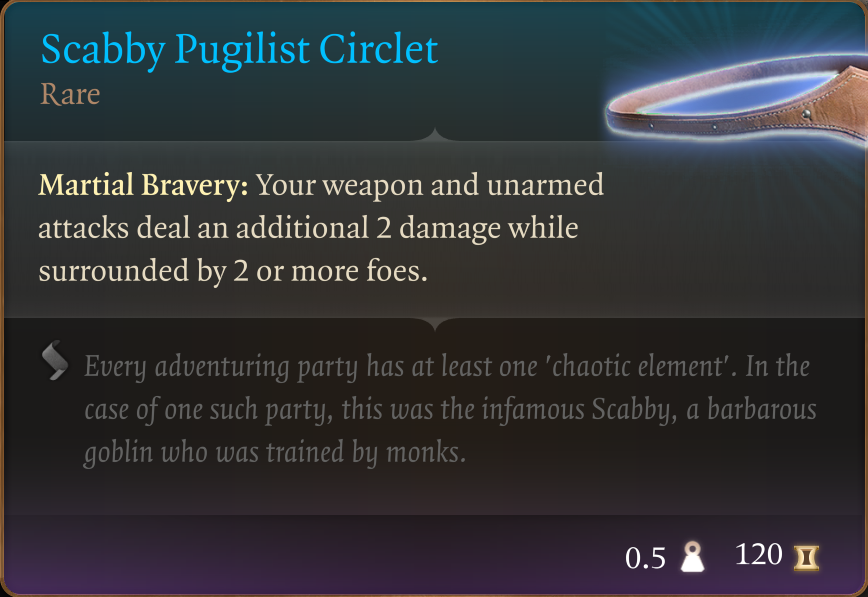 Scabby Pugilist Circlet
Rare
Martial Bravery: Your weapon and unarmed
attacks deal an additional 2 damage while
surrounded by 2 or more foes.
Every adventuring party has at least one 'chaotic element'. In the
case of one such party, this was the infamous Scabby, a barbarous
goblin who was trained by monks.
0.5 120